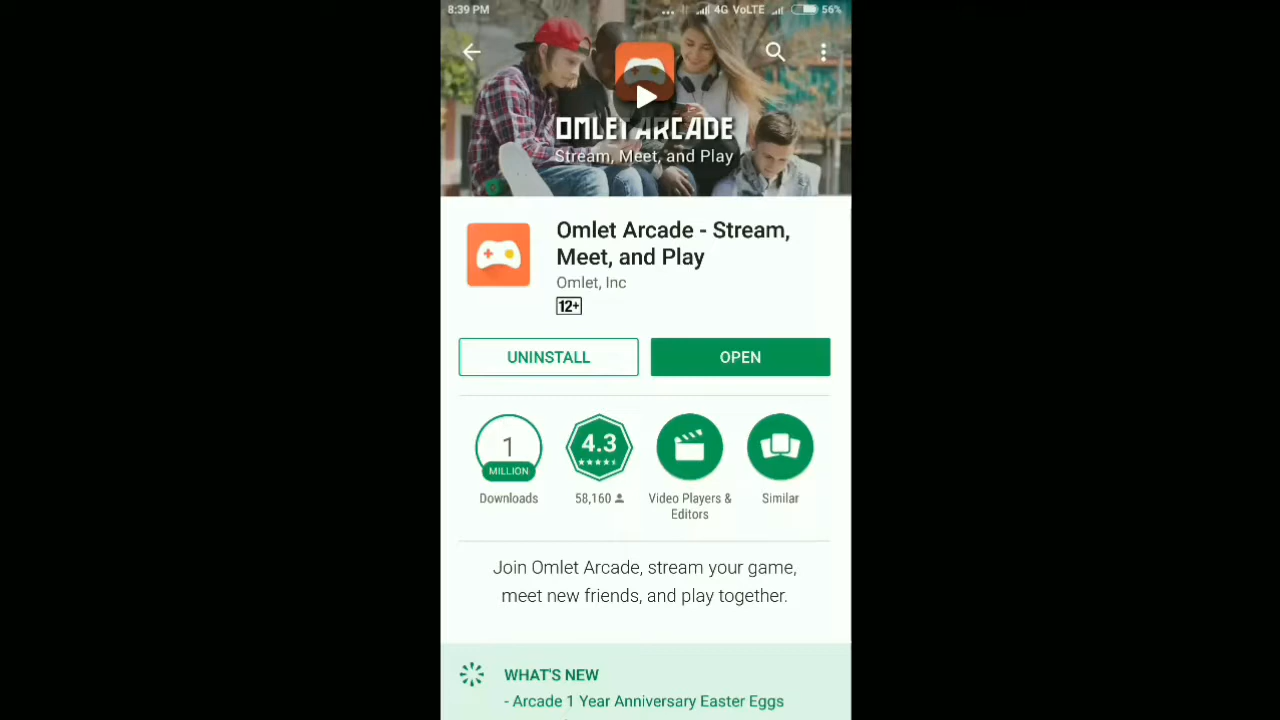 8:39 PM
... 4G VoLTE 56%
OMLET ARCADE
Stream, Meet, and Play
Omlet Arcade - Stream,
Meet, and Play
Omlet, Inc
12+
UNINSTALL
OPEN
1
MILLION
Downloads
4.3
58,160
Video Players &
Editors
Similar
Join Omlet Arcade, stream your game,
meet new friends, and play together.
WHAT'S NEW
- Arcade 1 Year Anniversary Easter Eggs